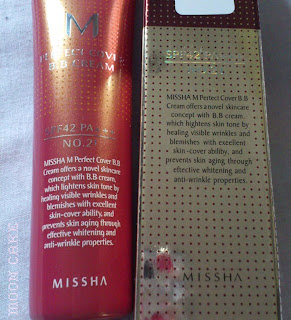 M
PERFECT COVER
B.B CREAM
SPF42 PA
NO.2
MISSHA M Perfect Cover B.B
Cream offers a novel skincare
concept with B.B cream,
which lightens skin tone by
healing visible wrinkles and
blemishes with excellent
skin-cover ability, and
prevents skin aging through
effective whitening and
anti-wrinkle properties.
MISSHA
SPF42 PA
MISSHA M Perfect Cover B.B
Cream offers a novel skincare
concept with B.B. cream,
which lightens skin tone by
healing visible wrinkles and
blemishes with excellent
skin-cover ability, and
prevents skin aging through
effective whitening and
anti-wrinkle properties.
MISSHA